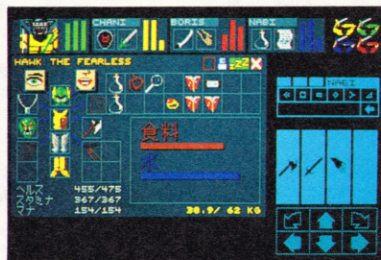 CHANI
BORIS
NABI
HAWK THE FEARLESS
ZZZ
NABI
食料
水
ヘルス 455/475
スタミナ 367/367
マナ 154/154
38.9/ 62 KG